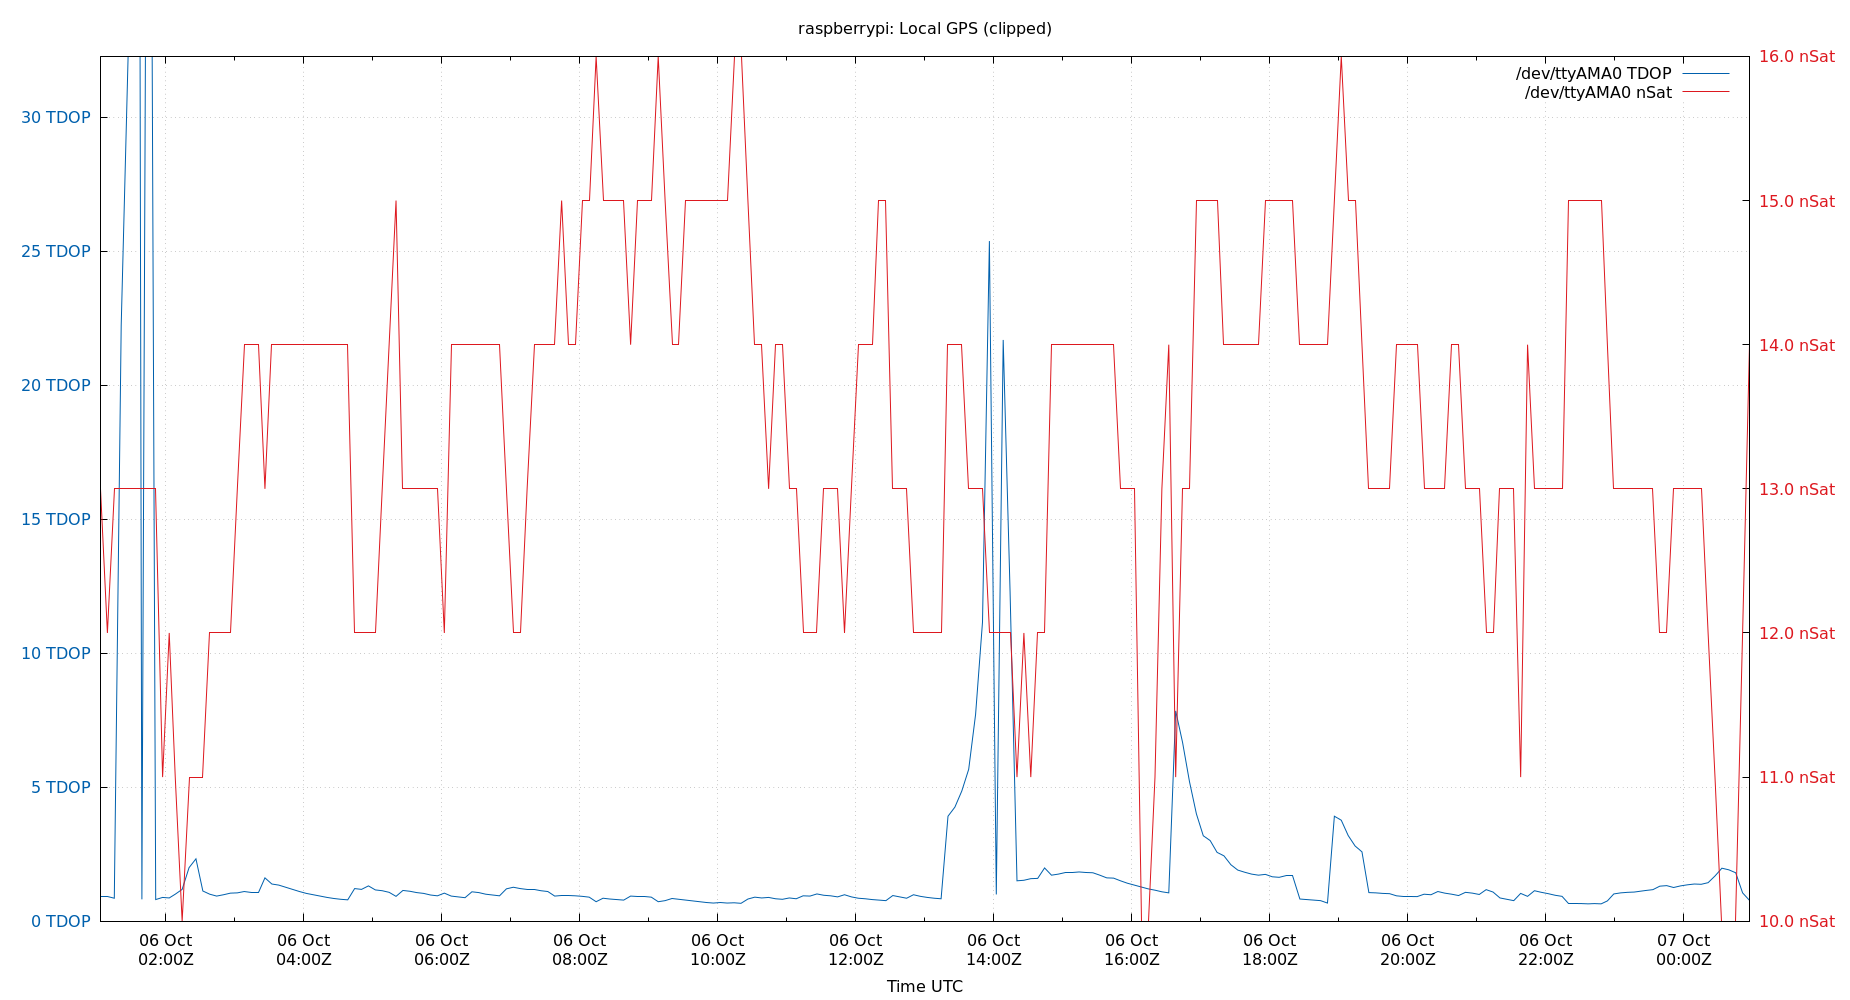 raspberrypi: Local GPS (clipped)
/dev/ttyAMA0 TDOP
/dev/ttyAMA0 nSat
30 TDOP
25 TDOP
20 TDOP
15 TDOP
10 TDOP
5 TDOP
0 TDOP
16.0 nSat
15.0 nSat
14.0 nSat
13.0 nSat
12.0 nSat
11.0 nSat
10.0 nSat
06 Oct 06 Oct 06 Oct 06 Oct 06 Oct 06 Oct 06 Oct 06 Oct 06 Oct 06 Oct 06 Oct 07 Oct
02:00Z 04:00Z 06:00Z 08:00Z 10:00Z 12:00Z 14:00Z 16:00Z 18:00Z 20:00Z 22:00Z 00:00Z
Time UTC